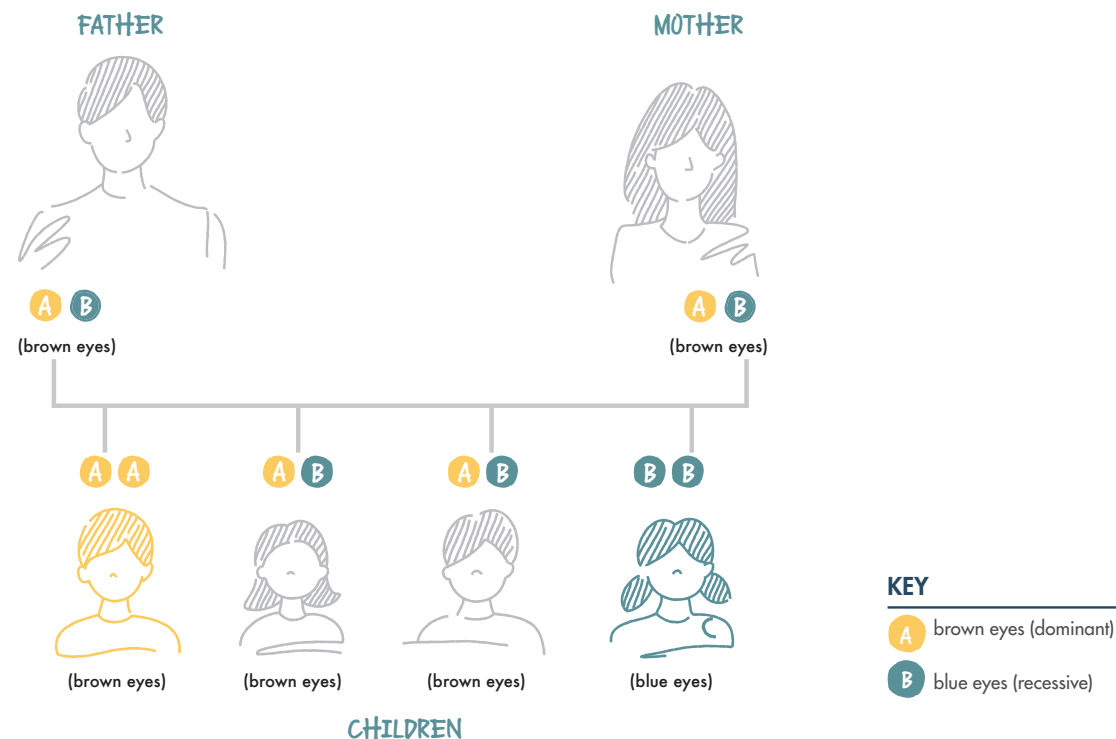 FATHER
MOTHER
A B
A B
(brown eyes)
(brown eyes)
A A
A B
A B
B B
(brown eyes)
(brown eyes)
(brown eyes)
(blue eyes)
CHILDREN
KEY
A brown eyes (dominant)
B blue eyes (recessive)